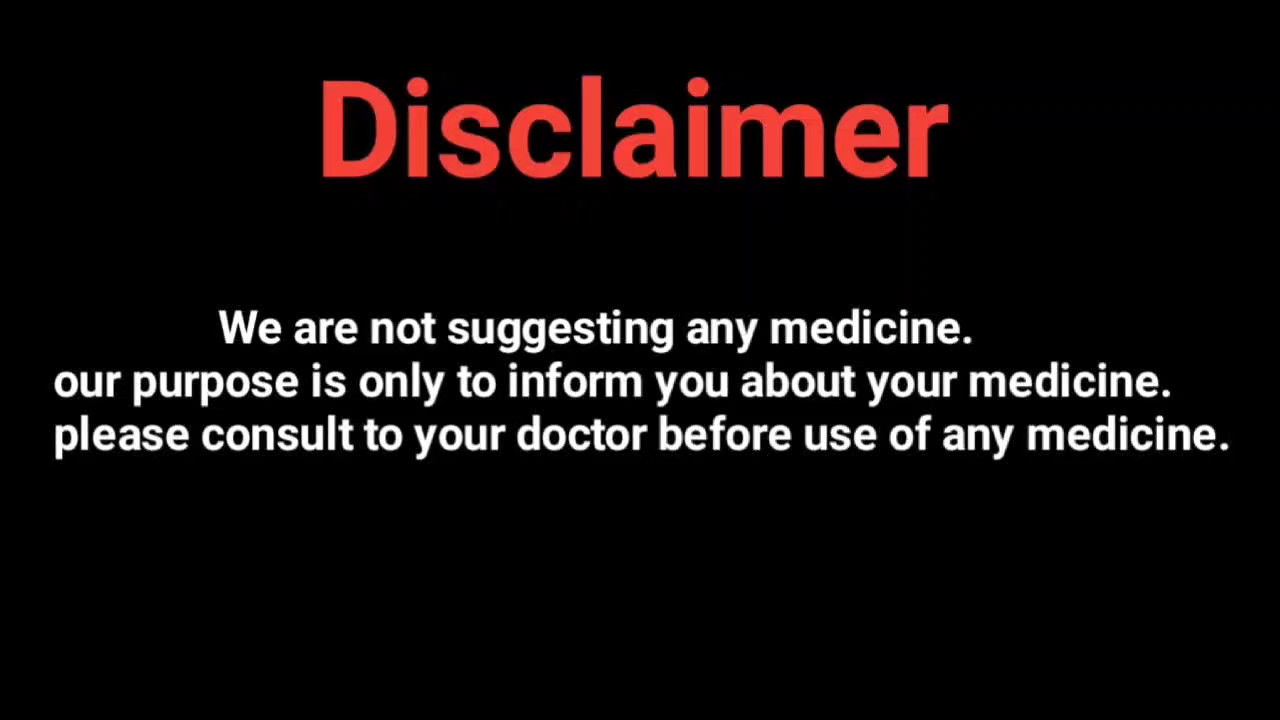 Disclaimer
We are not suggesting any medicine.
our purpose is only to inform you about your medicine.
please consult to your doctor before use of any medicine.